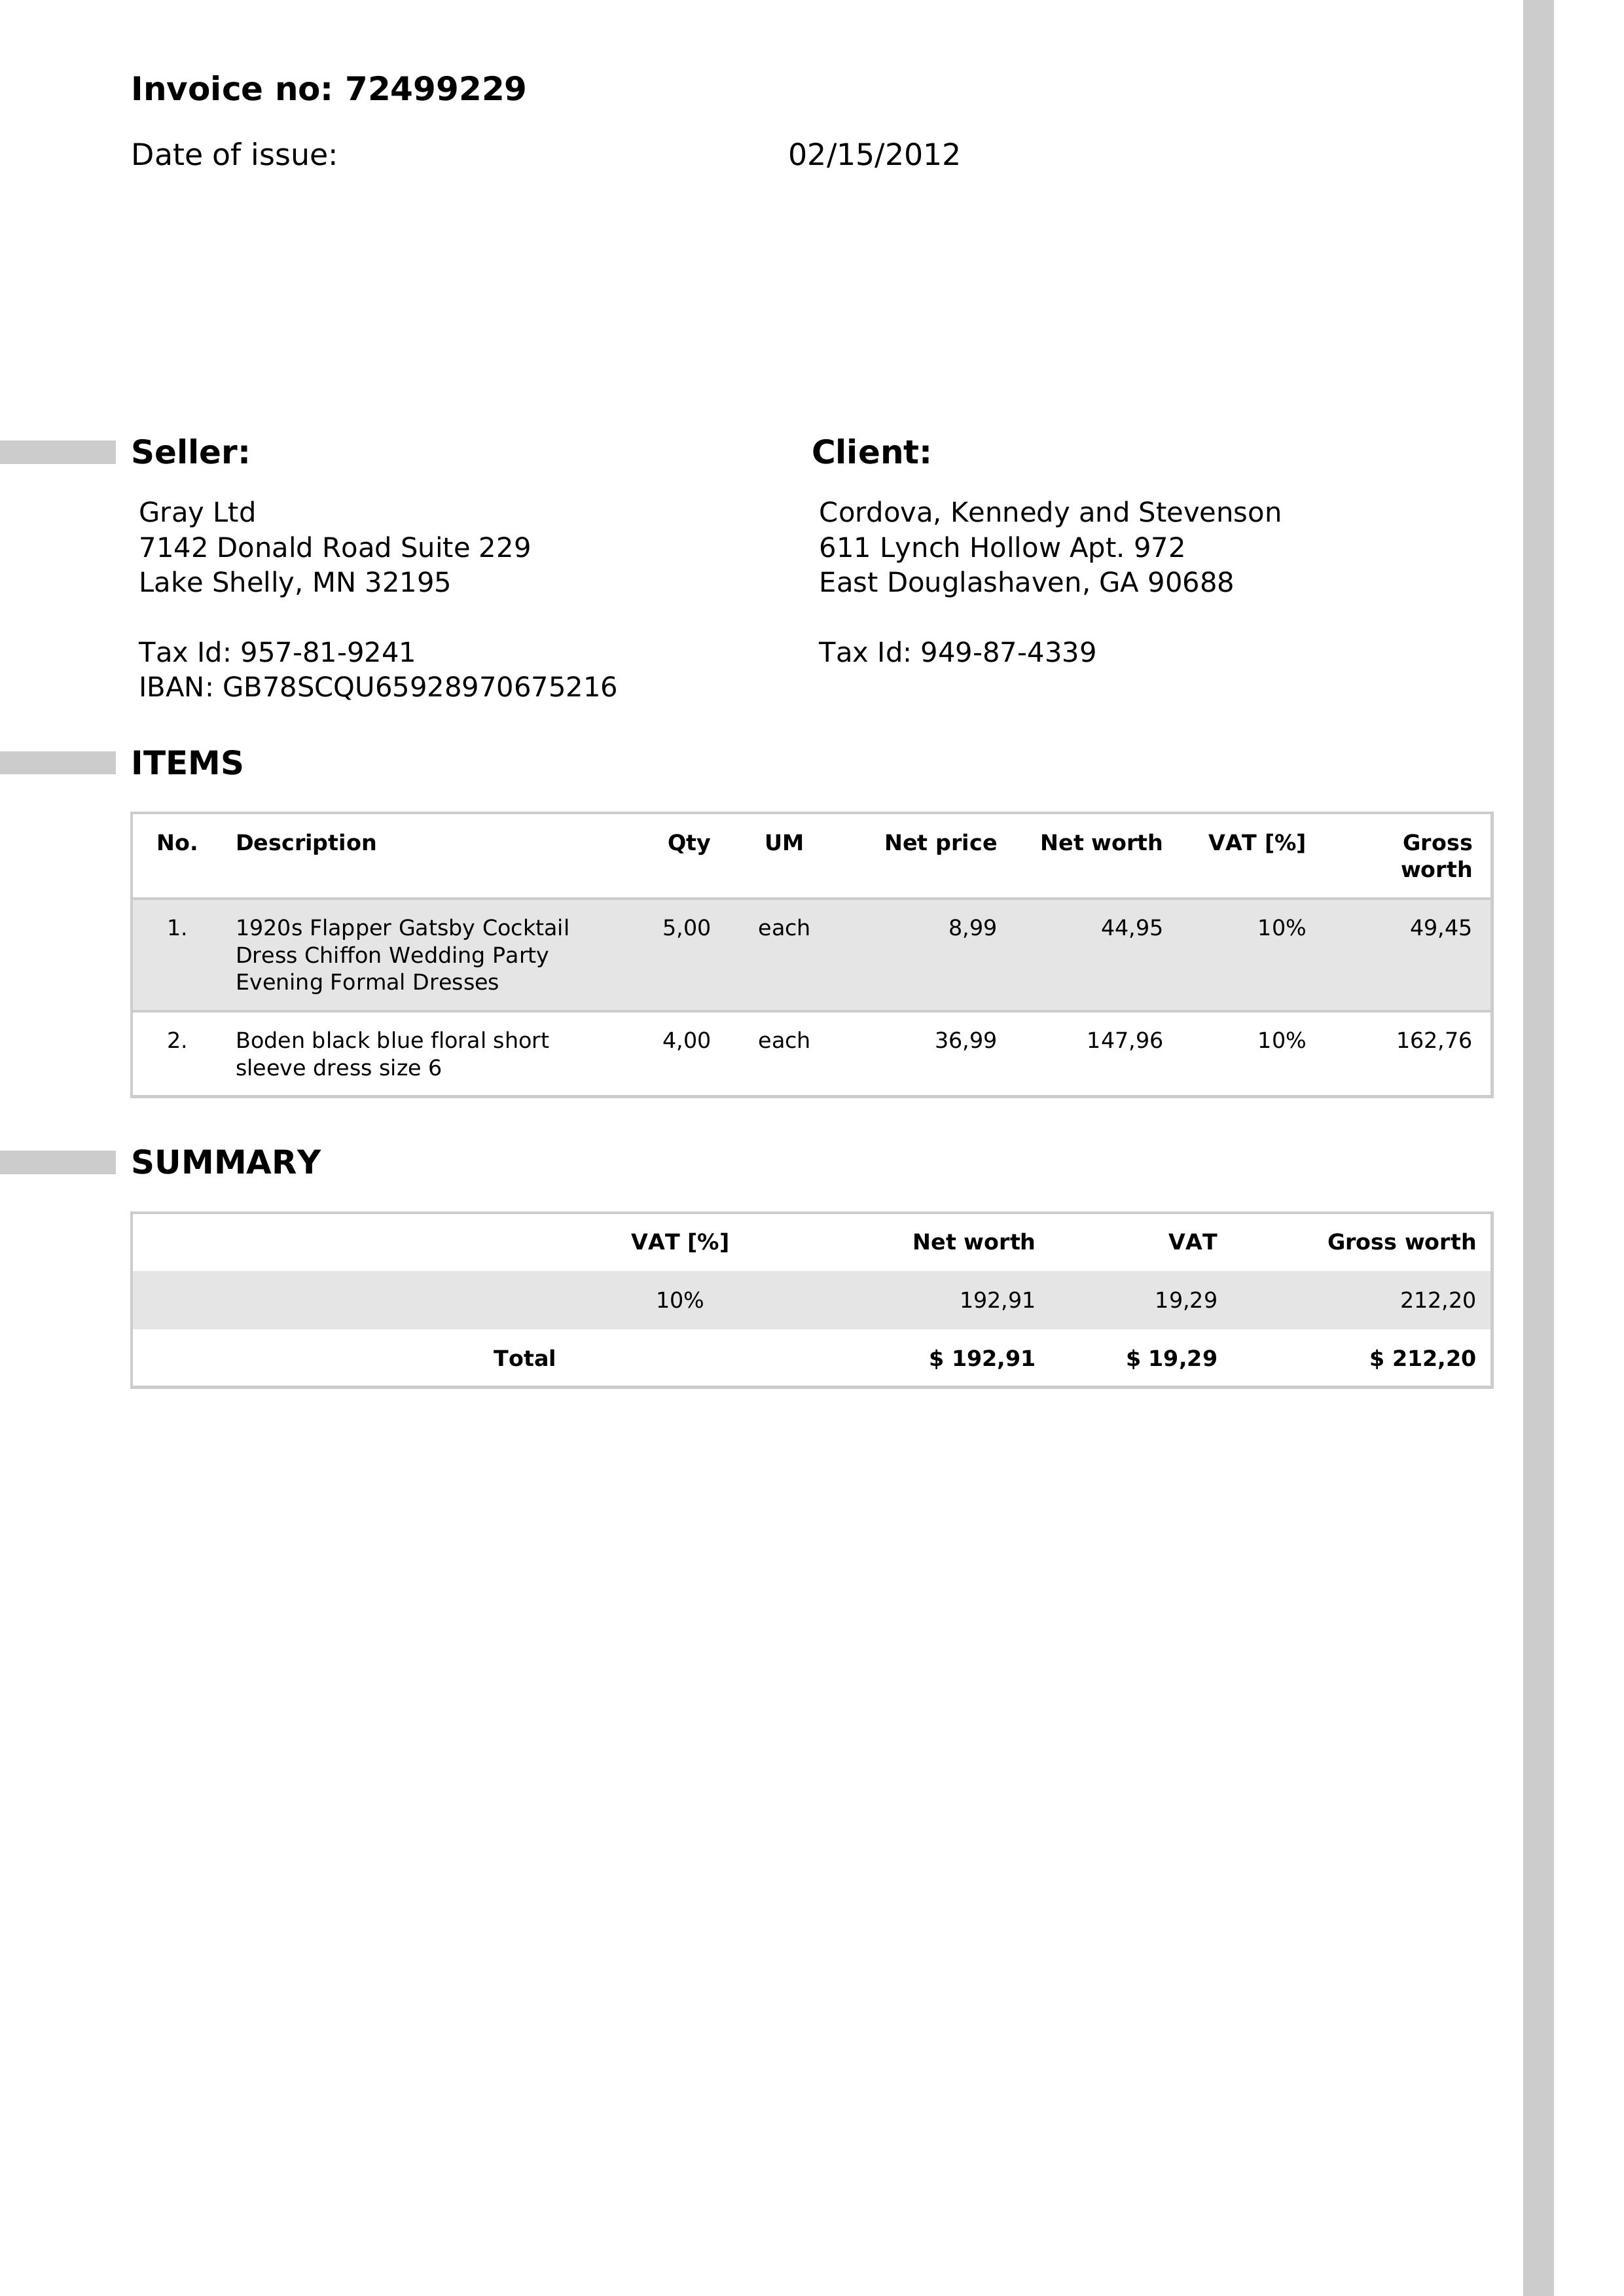 Invoice no: 72499229
Date of issue: 02/15/2012
Seller:
Gray Ltd
7142 Donald Road Suite 229
Lake Shelly, MN 32195
Tax Id: 957-81-9241
IBAN: GB78SCQU65928970675216
Client:
Cordova, Kennedy and Stevenson
611 Lynch Hollow Apt. 972
East Douglashaven, GA 90688
Tax Id: 949-87-4339
ITEMS
No. Description Qty UM Net price Net worth VAT [%] Gross
worth
1. 1920s Flapper Gatsby Cocktail 5,00 each 8,99 44,95 10% 49,45
Dress Chiffon Wedding Party
Evening Formal Dresses
2. Boden black blue floral short 4,00 each 36,99 147,96 10% 162,76
sleeve dress size 6
SUMMARY
VAT [%] Net worth VAT Gross worth
10% 192,91 19,29 212,20
Total $ 192,91 $ 19,29 $ 212,20